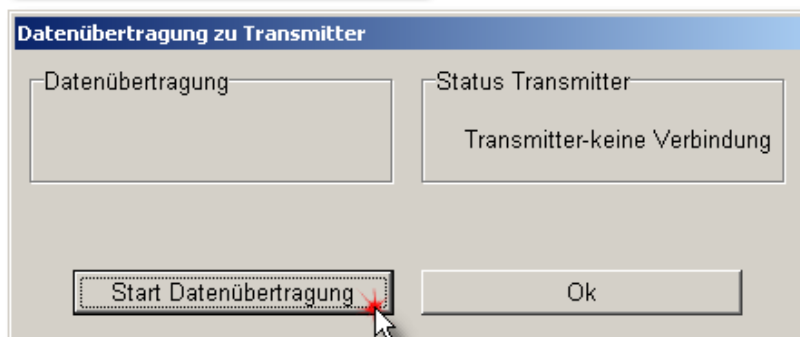 Datenübertragung zu Transmitter
Datenübertragung
Status Transmitter
Transmitter-keine Verbindung
Start Datenübertragung
Ok